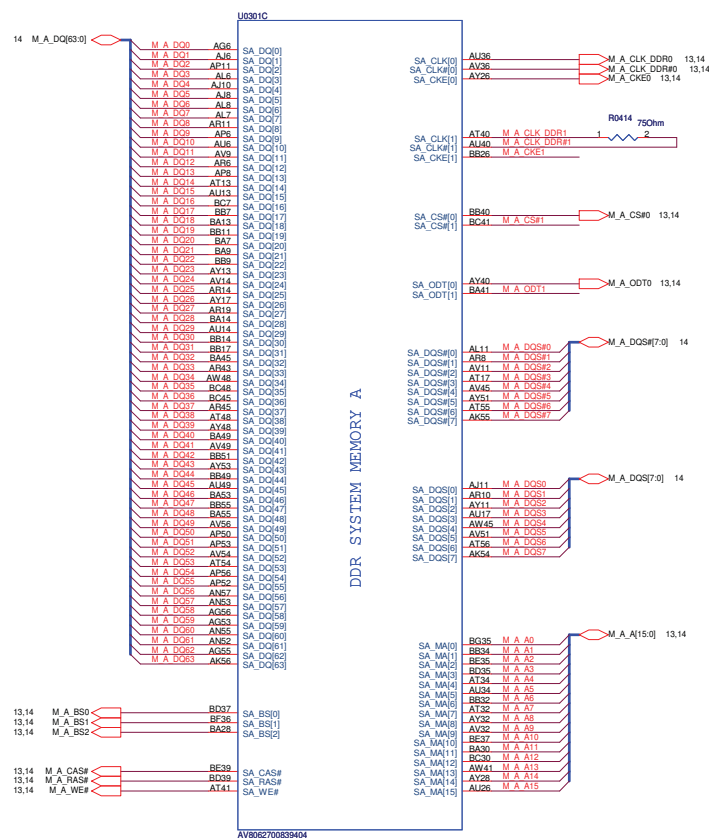 U0301C
14 M_A_DQ[63:0]
M_A_DQ0 AG6 SA_DQ[0]
M_A_DQ1 AJ6 SA_DQ[1]
M_A_DQ2 AP11 SA_DQ[2]
M_A_DQ3 AL6 SA_DQ[3]
M_A_DQ4 AJ10 SA_DQ[4]
M_A_DQ5 AJ8 SA_DQ[5]
M_A_DQ6 AL8 SA_DQ[6]
M_A_DQ7 AL7 SA_DQ[7]
M_A_DQ8 AR11 SA_DQ[8]
M_A_DQ9 AP6 SA_DQ[9]
M_A_DQ10 AU6 SA_DQ[10]
M_A_DQ11 AV9 SA_DQ[11]
M_A_DQ12 AR6 SA_DQ[12]
M_A_DQ13 AP8 SA_DQ[13]
M_A_DQ14 AT13 SA_DQ[14]
M_A_DQ15 AU13 SA_DQ[15]
M_A_DQ16 BC7 SA_DQ[16]
M_A_DQ17 BB7 SA_DQ[17]
M_A_DQ18 BA13 SA_DQ[18]
M_A_DQ19 BB11 SA_DQ[19]
M_A_DQ20 BA7 SA_DQ[20]
M_A_DQ21 BA9 SA_DQ[21]
M_A_DQ22 BB9 SA_DQ[22]
M_A_DQ23 AY13 SA_DQ[23]
M_A_DQ24 AV14 SA_DQ[24]
M_A_DQ25 AR14 SA_DQ[25]
M_A_DQ26 AY17 SA_DQ[26]
M_A_DQ27 AR19 SA_DQ[27]
M_A_DQ28 BA14 SA_DQ[28]
M_A_DQ29 AU14 SA_DQ[29]
M_A_DQ30 BB14 SA_DQ[30]
M_A_DQ31 BB17 SA_DQ[31]
M_A_DQ32 BA45 SA_DQ[32]
M_A_DQ33 AR43 SA_DQ[33]
M_A_DQ34 AW48 SA_DQ[34]
M_A_DQ35 BC48 SA_DQ[35]
M_A_DQ36 BC45 SA_DQ[36]
M_A_DQ37 AR45 SA_DQ[37]
M_A_DQ38 AT48 SA_DQ[38]
M_A_DQ39 AY48 SA_DQ[39]
M_A_DQ40 BA49 SA_DQ[40]
M_A_DQ41 AV49 SA_DQ[41]
M_A_DQ42 BB51 SA_DQ[42]
M_A_DQ43 AY53 SA_DQ[43]
M_A_DQ44 BB49 SA_DQ[44]
M_A_DQ45 AU49 SA_DQ[45]
M_A_DQ46 BA53 SA_DQ[46]
M_A_DQ47 BB55 SA_DQ[47]
M_A_DQ48 BA55 SA_DQ[48]
M_A_DQ49 AV56 SA_DQ[49]
M_A_DQ50 AP50 SA_DQ[50]
M_A_DQ51 AP53 SA_DQ[51]
M_A_DQ52 AV54 SA_DQ[52]
M_A_DQ53 AT54 SA_DQ[53]
M_A_DQ54 AP56 SA_DQ[54]
M_A_DQ55 AP52 SA_DQ[55]
M_A_DQ56 AN57 SA_DQ[56]
M_A_DQ57 AN53 SA_DQ[57]
M_A_DQ58 AG56 SA_DQ[58]
M_A_DQ59 AG53 SA_DQ[59]
M_A_DQ60 AN55 SA_DQ[60]
M_A_DQ61 AN52 SA_DQ[61]
M_A_DQ62 AG55 SA_DQ[62]
M_A_DQ63 AK56 SA_DQ[63]
13,14 M_A_BS0 BD37 SA_BS[0]
13,14 M_A_BS1 BF36 SA_BS[1]
13,14 M_A_BS2 BA28 SA_BS[2]
13,14 M_A_CAS# BE39 SA_CAS#
13,14 M_A_RAS# BD39 SA_RAS#
13,14 M_A_WE# AT41 SA_WE#
DDR SYSTEM MEMORY A
SA_CLK[0] AU36 M_A_CLK_DDR0 13,14
SA_CLK#[0] AV36 M_A_CLK_DDR#0 13,14
SA_CKE[0] AY26 M_A_CKE0 13,14
R0414 75Ohm
SA_CLK[1] AT40 M_A_CLK_DDR1 1 2
SA_CLK#[1] AU40 M_A_CLK_DDR#1
SA_CKE[1] BB26 M_A_CKE1
SA_CS#[0] BB40 M_A_CS#0 13,14
SA_CS#[1] BC41 M_A_CS#1
SA_ODT[0] AY40 M_A_ODT0 13,14
SA_ODT[1] BA41 M_A_ODT1
M_A_DQS#[7:0] 14
SA_DQS#[0] AL11 M_A_DQS#0
SA_DQS#[1] AR8 M_A_DQS#1
SA_DQS#[2] AV11 M_A_DQS#2
SA_DQS#[3] AT17 M_A_DQS#3
SA_DQS#[4] AV45 M_A_DQS#4
SA_DQS#[5] AY51 M_A_DQS#5
SA_DQS#[6] AT55 M_A_DQS#6
SA_DQS#[7] AK55 M_A_DQS#7
M_A_DQS[7:0] 14
SA_DQS[0] AJ11 M_A_DQS0
SA_DQS[1] AR10 M_A_DQS1
SA_DQS[2] AY11 M_A_DQS2
SA_DQS[3] AU17 M_A_DQS3
SA_DQS[4] AW45 M_A_DQS4
SA_DQS[5] AV51 M_A_DQS5
SA_DQS[6] AT56 M_A_DQS6
SA_DQS[7] AK54 M_A_DQS7
M_A_A[15:0] 13,14
SA_MA[0] BG35 M_A_A0
SA_MA[1] BB34 M_A_A1
SA_MA[2] BE35 M_A_A2
SA_MA[3] BD35 M_A_A3
SA_MA[4] AT34 M_A_A4
SA_MA[5] AU34 M_A_A5
SA_MA[6] BB32 M_A_A6
SA_MA[7] AT32 M_A_A7
SA_MA[8] AY32 M_A_A8
SA_MA[9] AV32 M_A_A9
SA_MA[10] BE37 M_A_A10
SA_MA[11] BA30 M_A_A11
SA_MA[12] BC30 M_A_A12
SA_MA[13] AW41 M_A_A13
SA_MA[14] AY28 M_A_A14
SA_MA[15] AU26 M_A_A15
AV8062700839404